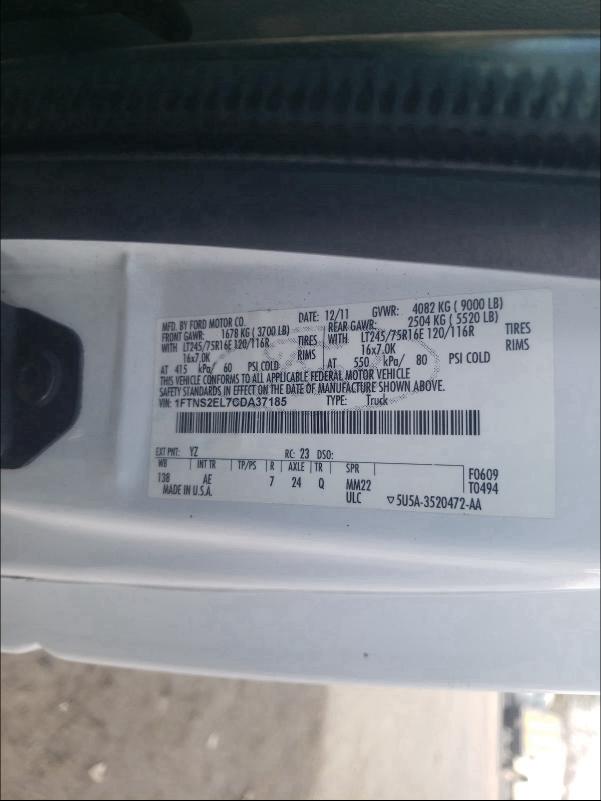 MFD. BY FORD MOTOR CO. DATE: 12/11 GVWR: 4082 KG ( 9000 LB)
FRONT GAWR: 1678 KG ( 3700 LB) REAR GAWR: 2504 KG ( 5520 LB)
WITH LT245/75R16E 120/116R TIRES WITH LT245/75R16E 120/116R TIRES
16x7.0K RIMS 16x7.0K RIMS
AT 415 kPa/ 60 PSI COLD AT 550 kPa/ 80 PSI COLD
THIS VEHICLE CONFORMS TO ALL APPLICABLE FEDERAL MOTOR VEHICLE
SAFETY STANDARDS IN EFFECT ON THE DATE OF MANUFACTURE SHOWN ABOVE.
VIN: 1FTNS2EL7CDA37185 TYPE: Truck
EXT PNT: YZ RC: 23 DSO:
WB INT TR TP/PS R AXLE TR SPR F0609
138 AE 7 24 Q MM22 T0494
MADE IN U.S.A. ULC ▽5U5A-3520472-AA